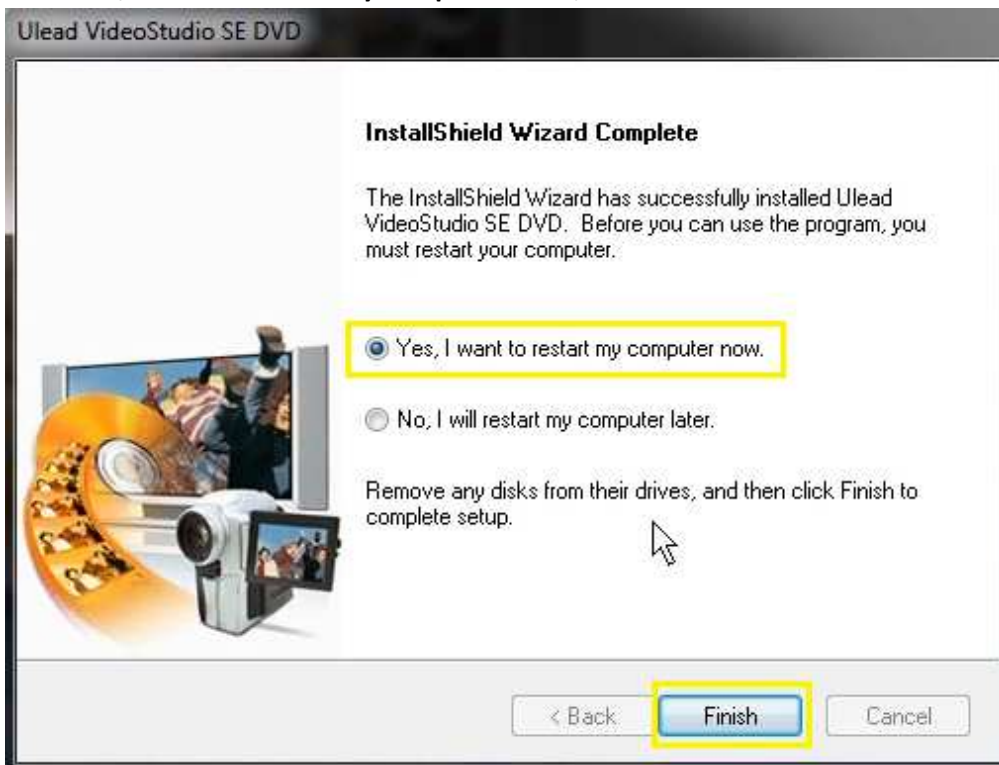 Ulead VideoStudio SE DVD
InstallShield Wizard Complete
The InstallShield Wizard has successfully installed Ulead
VideoStudio SE DVD. Before you can use the program, you
must restart your computer.
Yes, I want to restart my computer now.
No, I will restart my computer later.
Remove any disks from their drives, and then click Finish to
complete setup.
< Back Finish Cancel